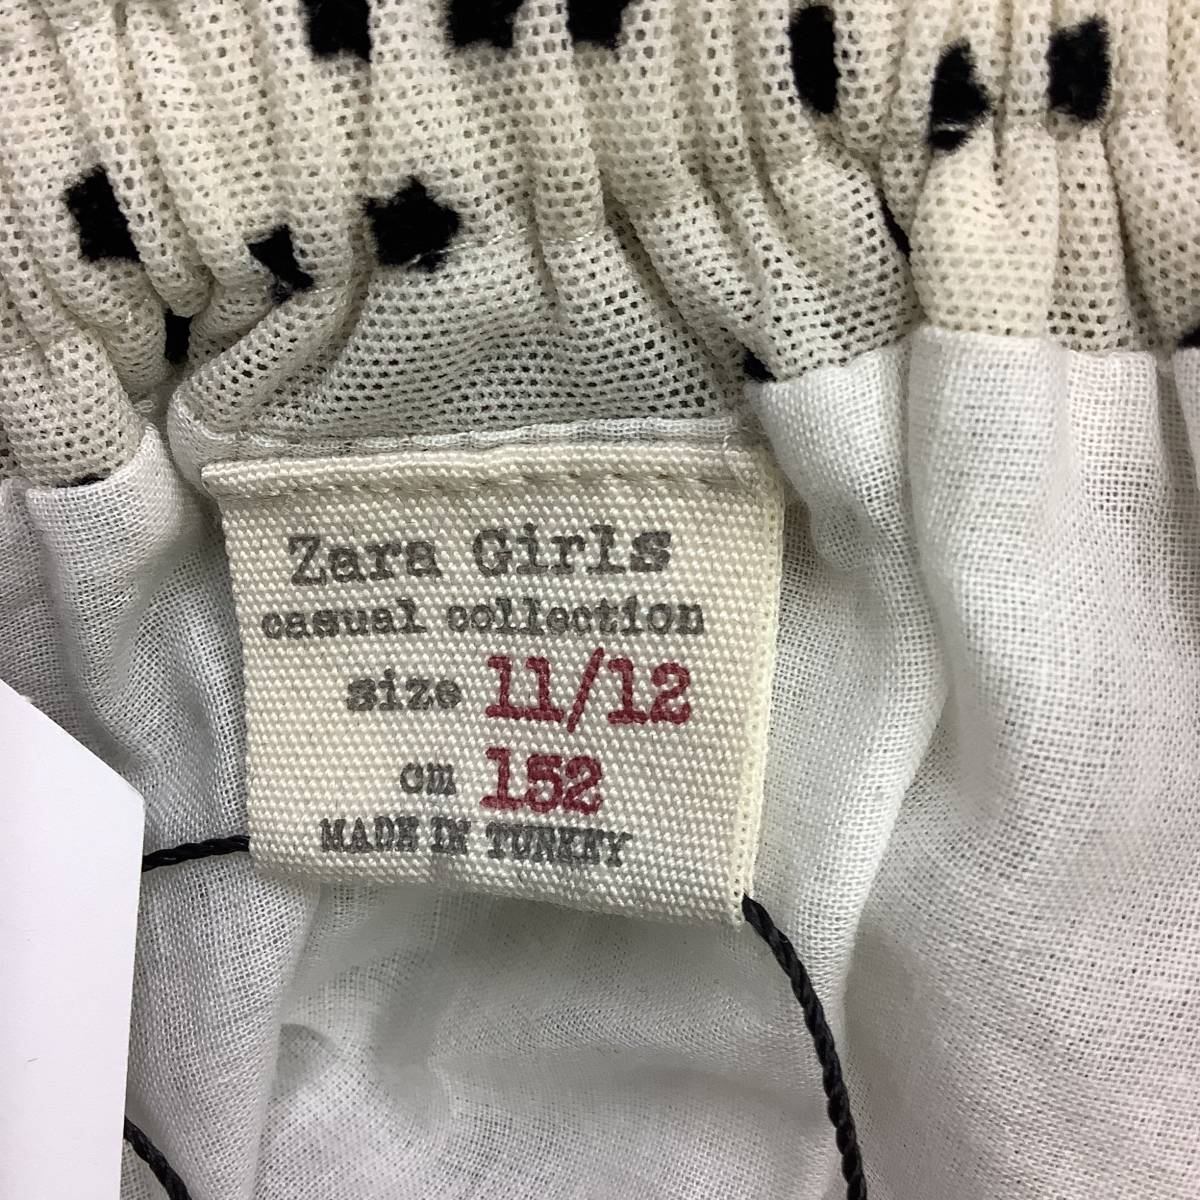 Zara Girls
casual collection
size 11/12
cm 152
MADE IN TURKEY